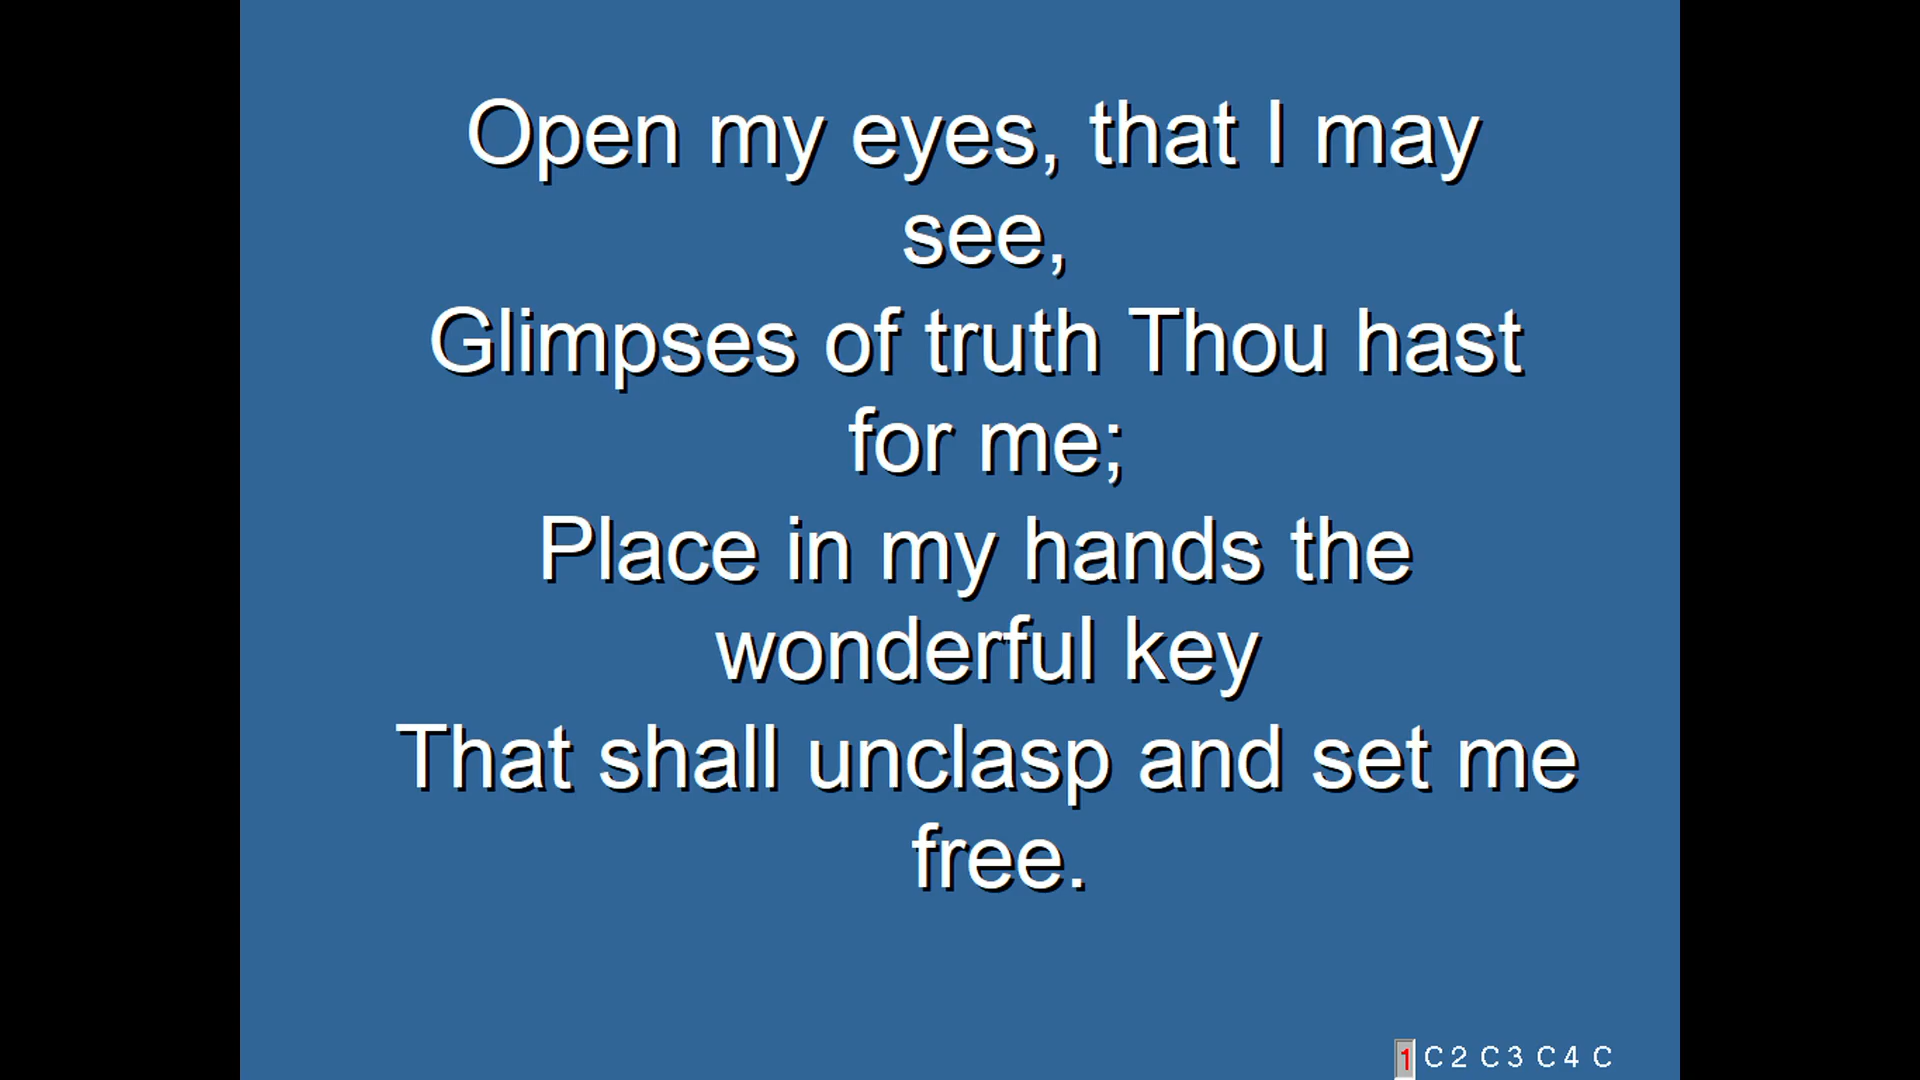 Open my eyes, that I may
see,
Glimpses of truth Thou hast
for me;
Place in my hands the
wonderful key
That shall unclasp and set me
free.
1 C 2 C 3 C 4 C